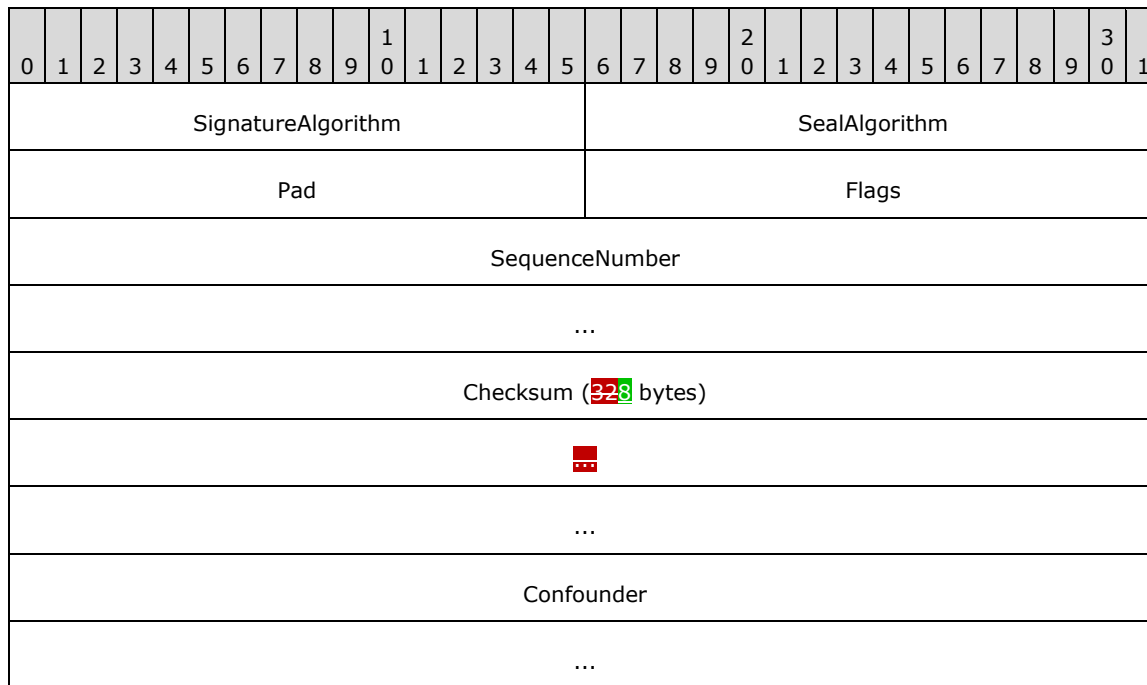 1 2 3
0 1 2 3 4 5 6 7 8 9 0 1 2 3 4 5 6 7 8 9 0 1 2 3 4 5 6 7 8 9 0 1
SignatureAlgorithm SealAlgorithm
Pad Flags
SequenceNumber
...
Checksum (328 bytes)
...
...
Confounder
...